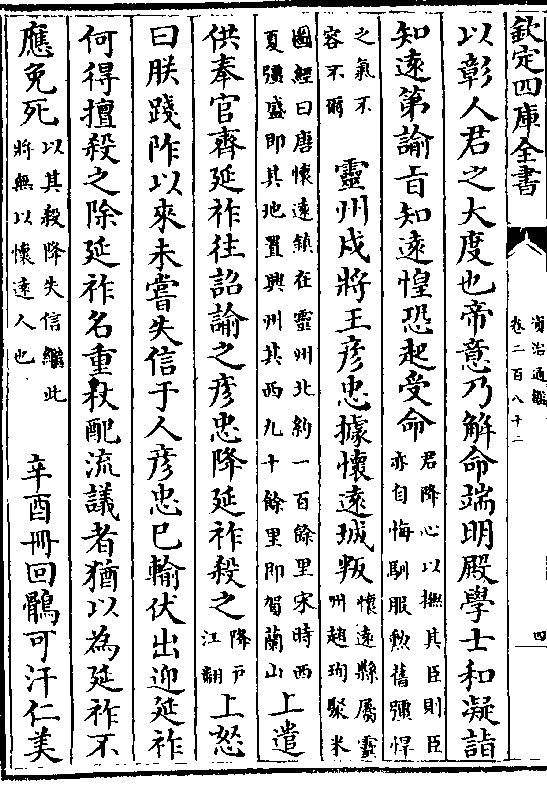 欽定四庫全書
資治通鑑
卷二百八十二
四
以彰人君之大度也帝意乃解命端明殿學士和凝詣
知遠第諭旨知遠惶恐起受命
君降心以撫其臣則臣
亦自悔馴服勲舊彊悍
之氣不
容不爾
靈州戍將王彥忠據懷遠城叛
懷遠縣屬靈
州趙珣聚米
圖經曰唐懷遠鎮在靈州北約一百餘里宋時西
夏彊盛即其地置興州其西九十餘里即賀蘭山
上遣
供奉官齊延祚往詔諭之彥忠降延祚殺之
降戶
江翻
上怒
曰朕踐阼以來未嘗失信于人彥忠已輸伏出迎延祚
何得擅殺之除延祚名重杖配流議者猶以為延祚不
應免死
以其殺降失信繼此
將無以懷遠人也
辛酉冊回鶻可汗仁美